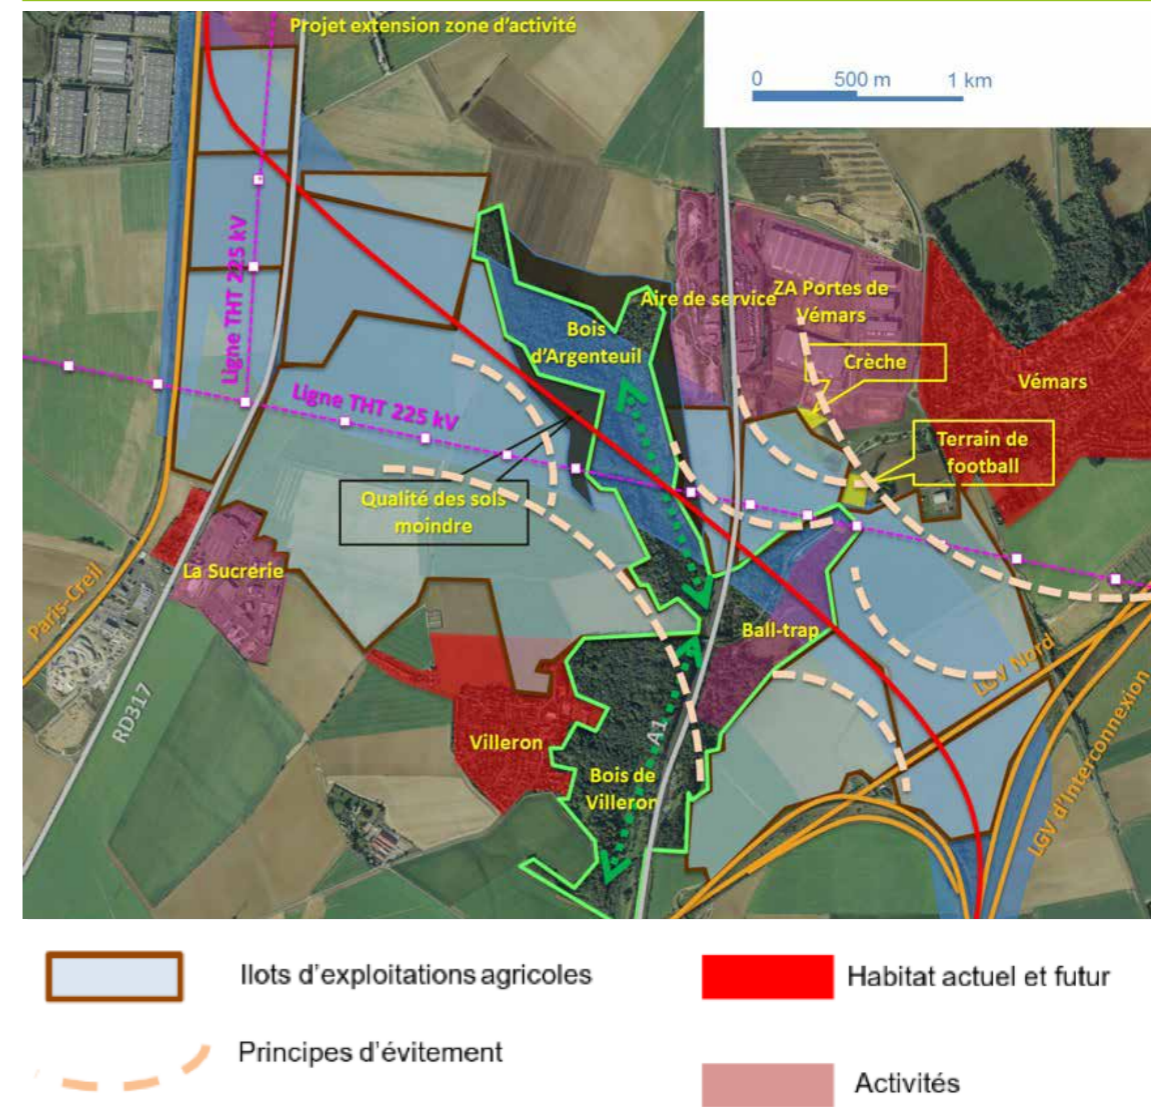 Projet extension zone d'activité
0 500 m 1 km
Ligne THT 225 kV
Aire de service
ZA Portes de
Vémars
Bois
d'Argenteuil
Crèche
Vémars
Ligne THT 225 kV
Terrain de
football
Qualité des sols
moindre
La Sucrerie
Paris-Creil
Ball-trap
LGV Nord
RD317
A1
Villeron
LGV d'Interconnexion
Bois de
Villeron
Ilots d'exploitations agricoles
Habitat actuel et futur
Principes d'évitement
Activités